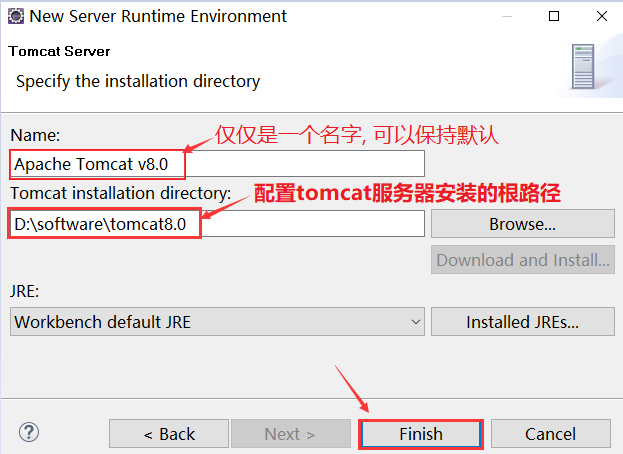 New Server Runtime Environment
Tomcat Server
Specify the installation directory
Name:
仅仅是一个名字, 可以保持默认
Apache Tomcat v8.0
Tomcat installation directory:
配置tomcat服务器安装的根路径
D:\software\tomcat8.0
Browse...
Download and Install...
JRE:
Workbench default JRE
Installed JREs...
? < Back Next > Finish Cancel